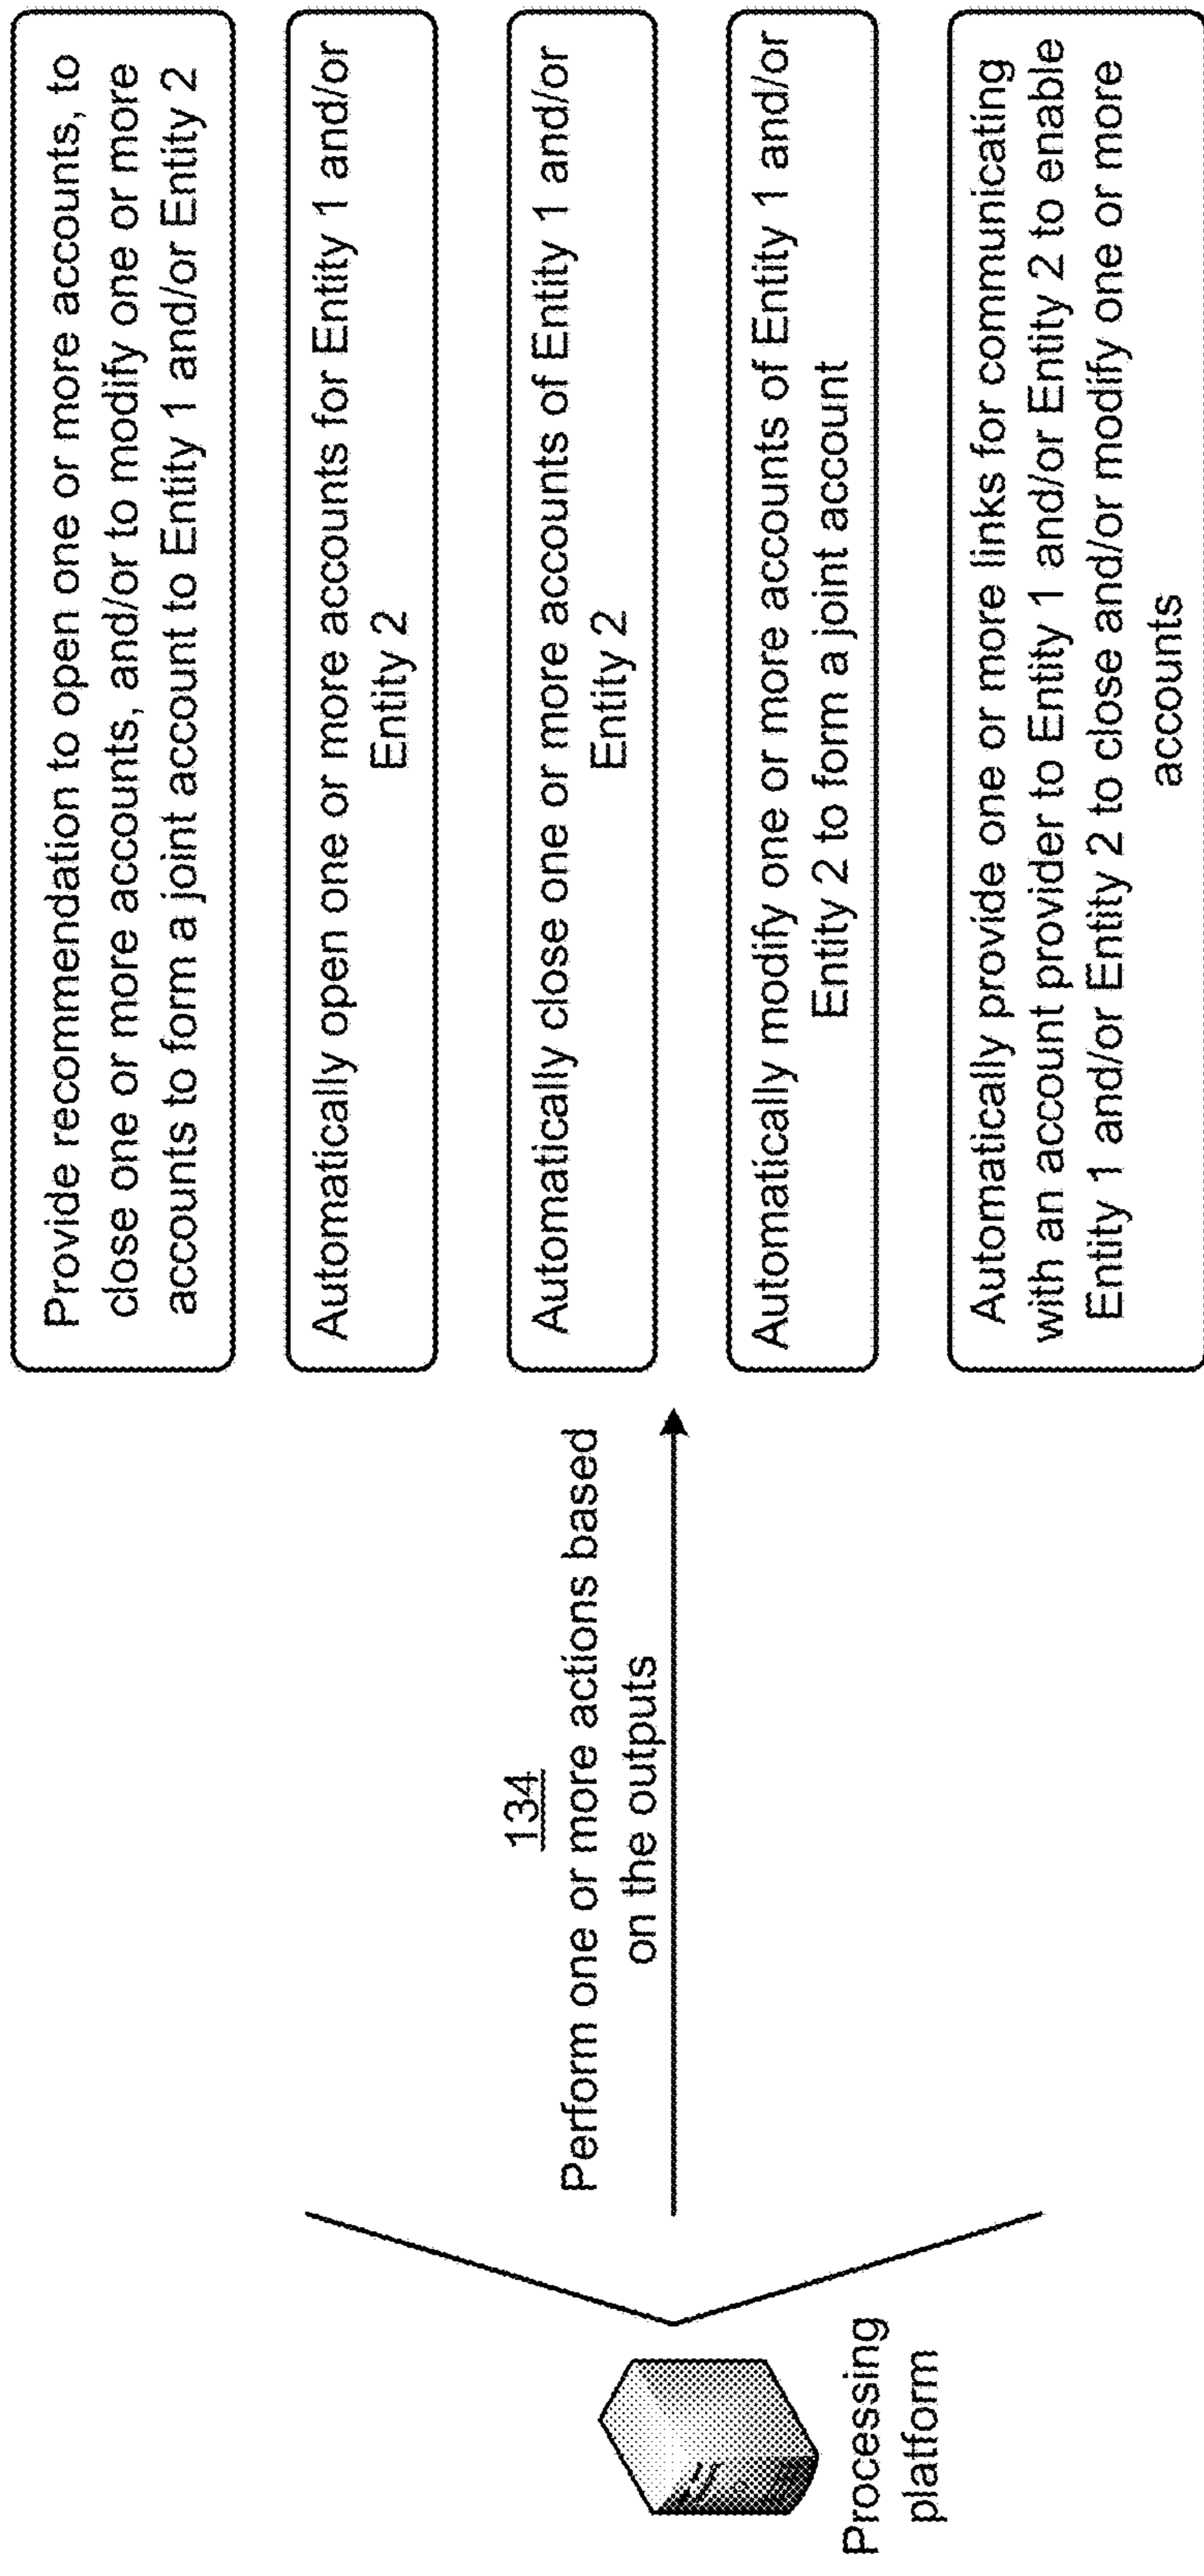 Processing
platform
134
Perform one or more actions based
on the outputs
Provide recommendation to open one or more accounts, to
close one or more accounts, and/or to modify one or more
accounts to form a joint account to Entity 1 and/or Entity 2
Automatically open one or more accounts for Entity 1 and/or
Entity 2
Automatically close one or more accounts of Entity 1 and/or
Entity 2
Automatically modify one or more accounts of Entity 1 and/or
Entity 2 to form a joint account
Automatically provide one or more links for communicating
with an account provider to Entity 1 and/or Entity 2 to enable
Entity 1 and/or Entity 2 to close and/or modify one or more
accounts